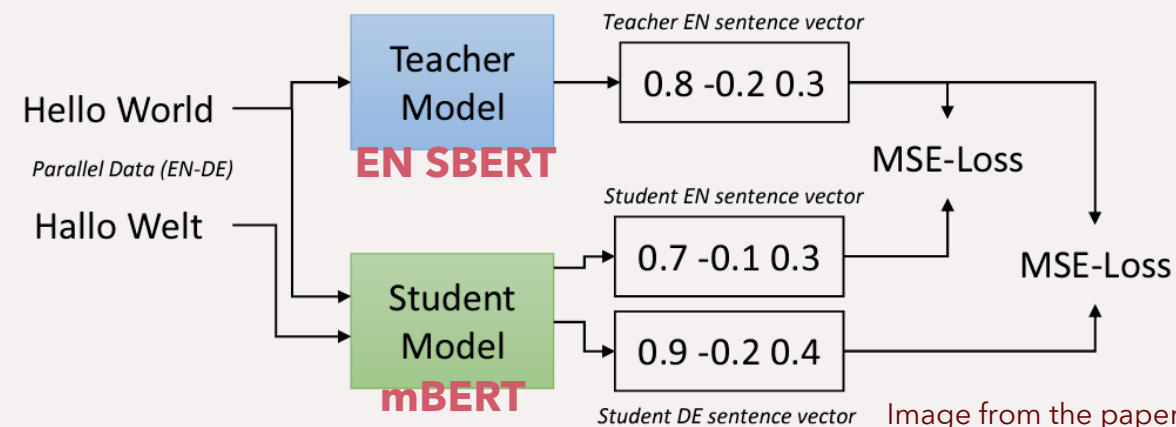 Teacher EN sentence vector
Teacher
Model
EN SBERT
0.8 -0.2 0.3
Hello World
Parallel Data (EN-DE)
Hallo Welt
MSE-Loss
Student EN sentence vector
0.7 -0.1 0.3
MSE-Loss
Student
Model
mBERT
0.9 -0.2 0.4
Student DE sentence vector
Image from the paper